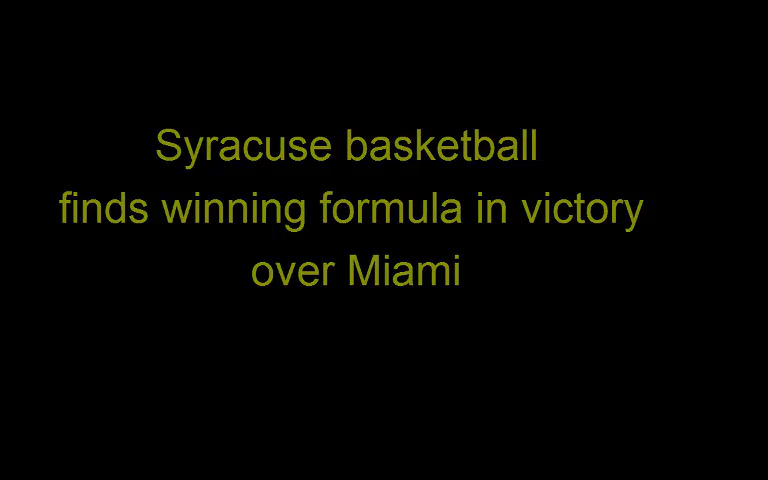 Syracuse basketball
finds winning formula in victory
over Miami